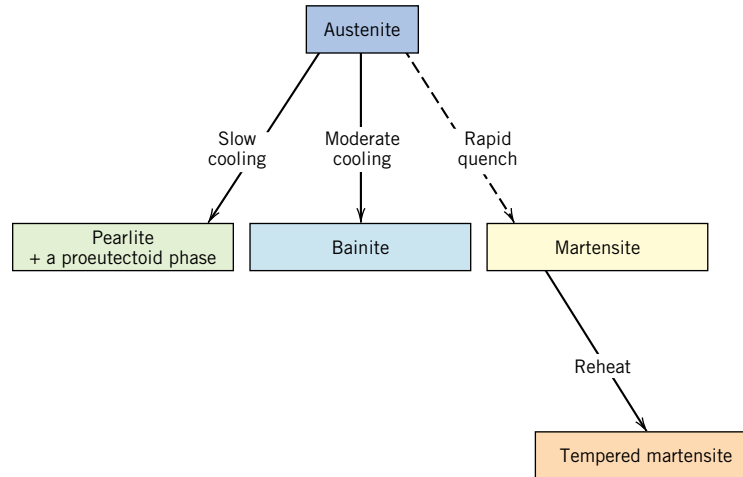 Austenite
Slow
cooling
Moderate
cooling
Rapid
quench
Pearlite
+ a proeutectoid phase
Bainite
Martensite
Reheat
Tempered martensite